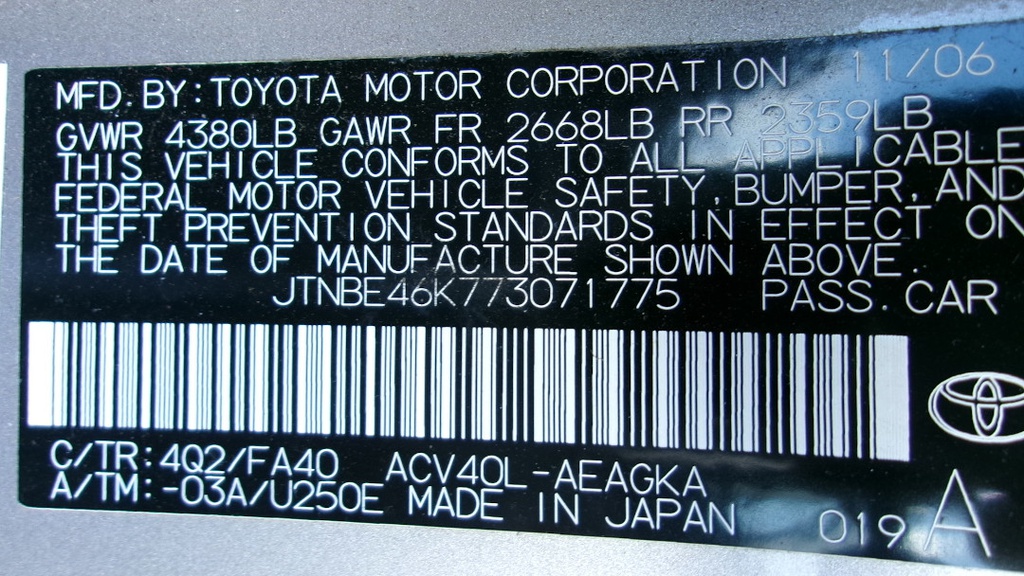 MFD. BY: TOYOTA MOTOR CORPORATION 11/06
GVWR 4380LB GAWR FR 2668LB RR 2359LB
THIS VEHICLE CONFORMS TO ALL APPLICABLE
FEDERAL MOTOR VEHICLE SAFETY, BUMPER, AND
THEFT PREVENTION STANDARDS IN EFFECT ON
THE DATE OF MANUFACTURE SHOWN ABOVE.
JTNBE46K773071775 PASS. CAR
C/TR: 4Q2/FA40 ACV40L-AEAGKA
A/TM: -03A/U250E MADE IN JAPAN 019 A